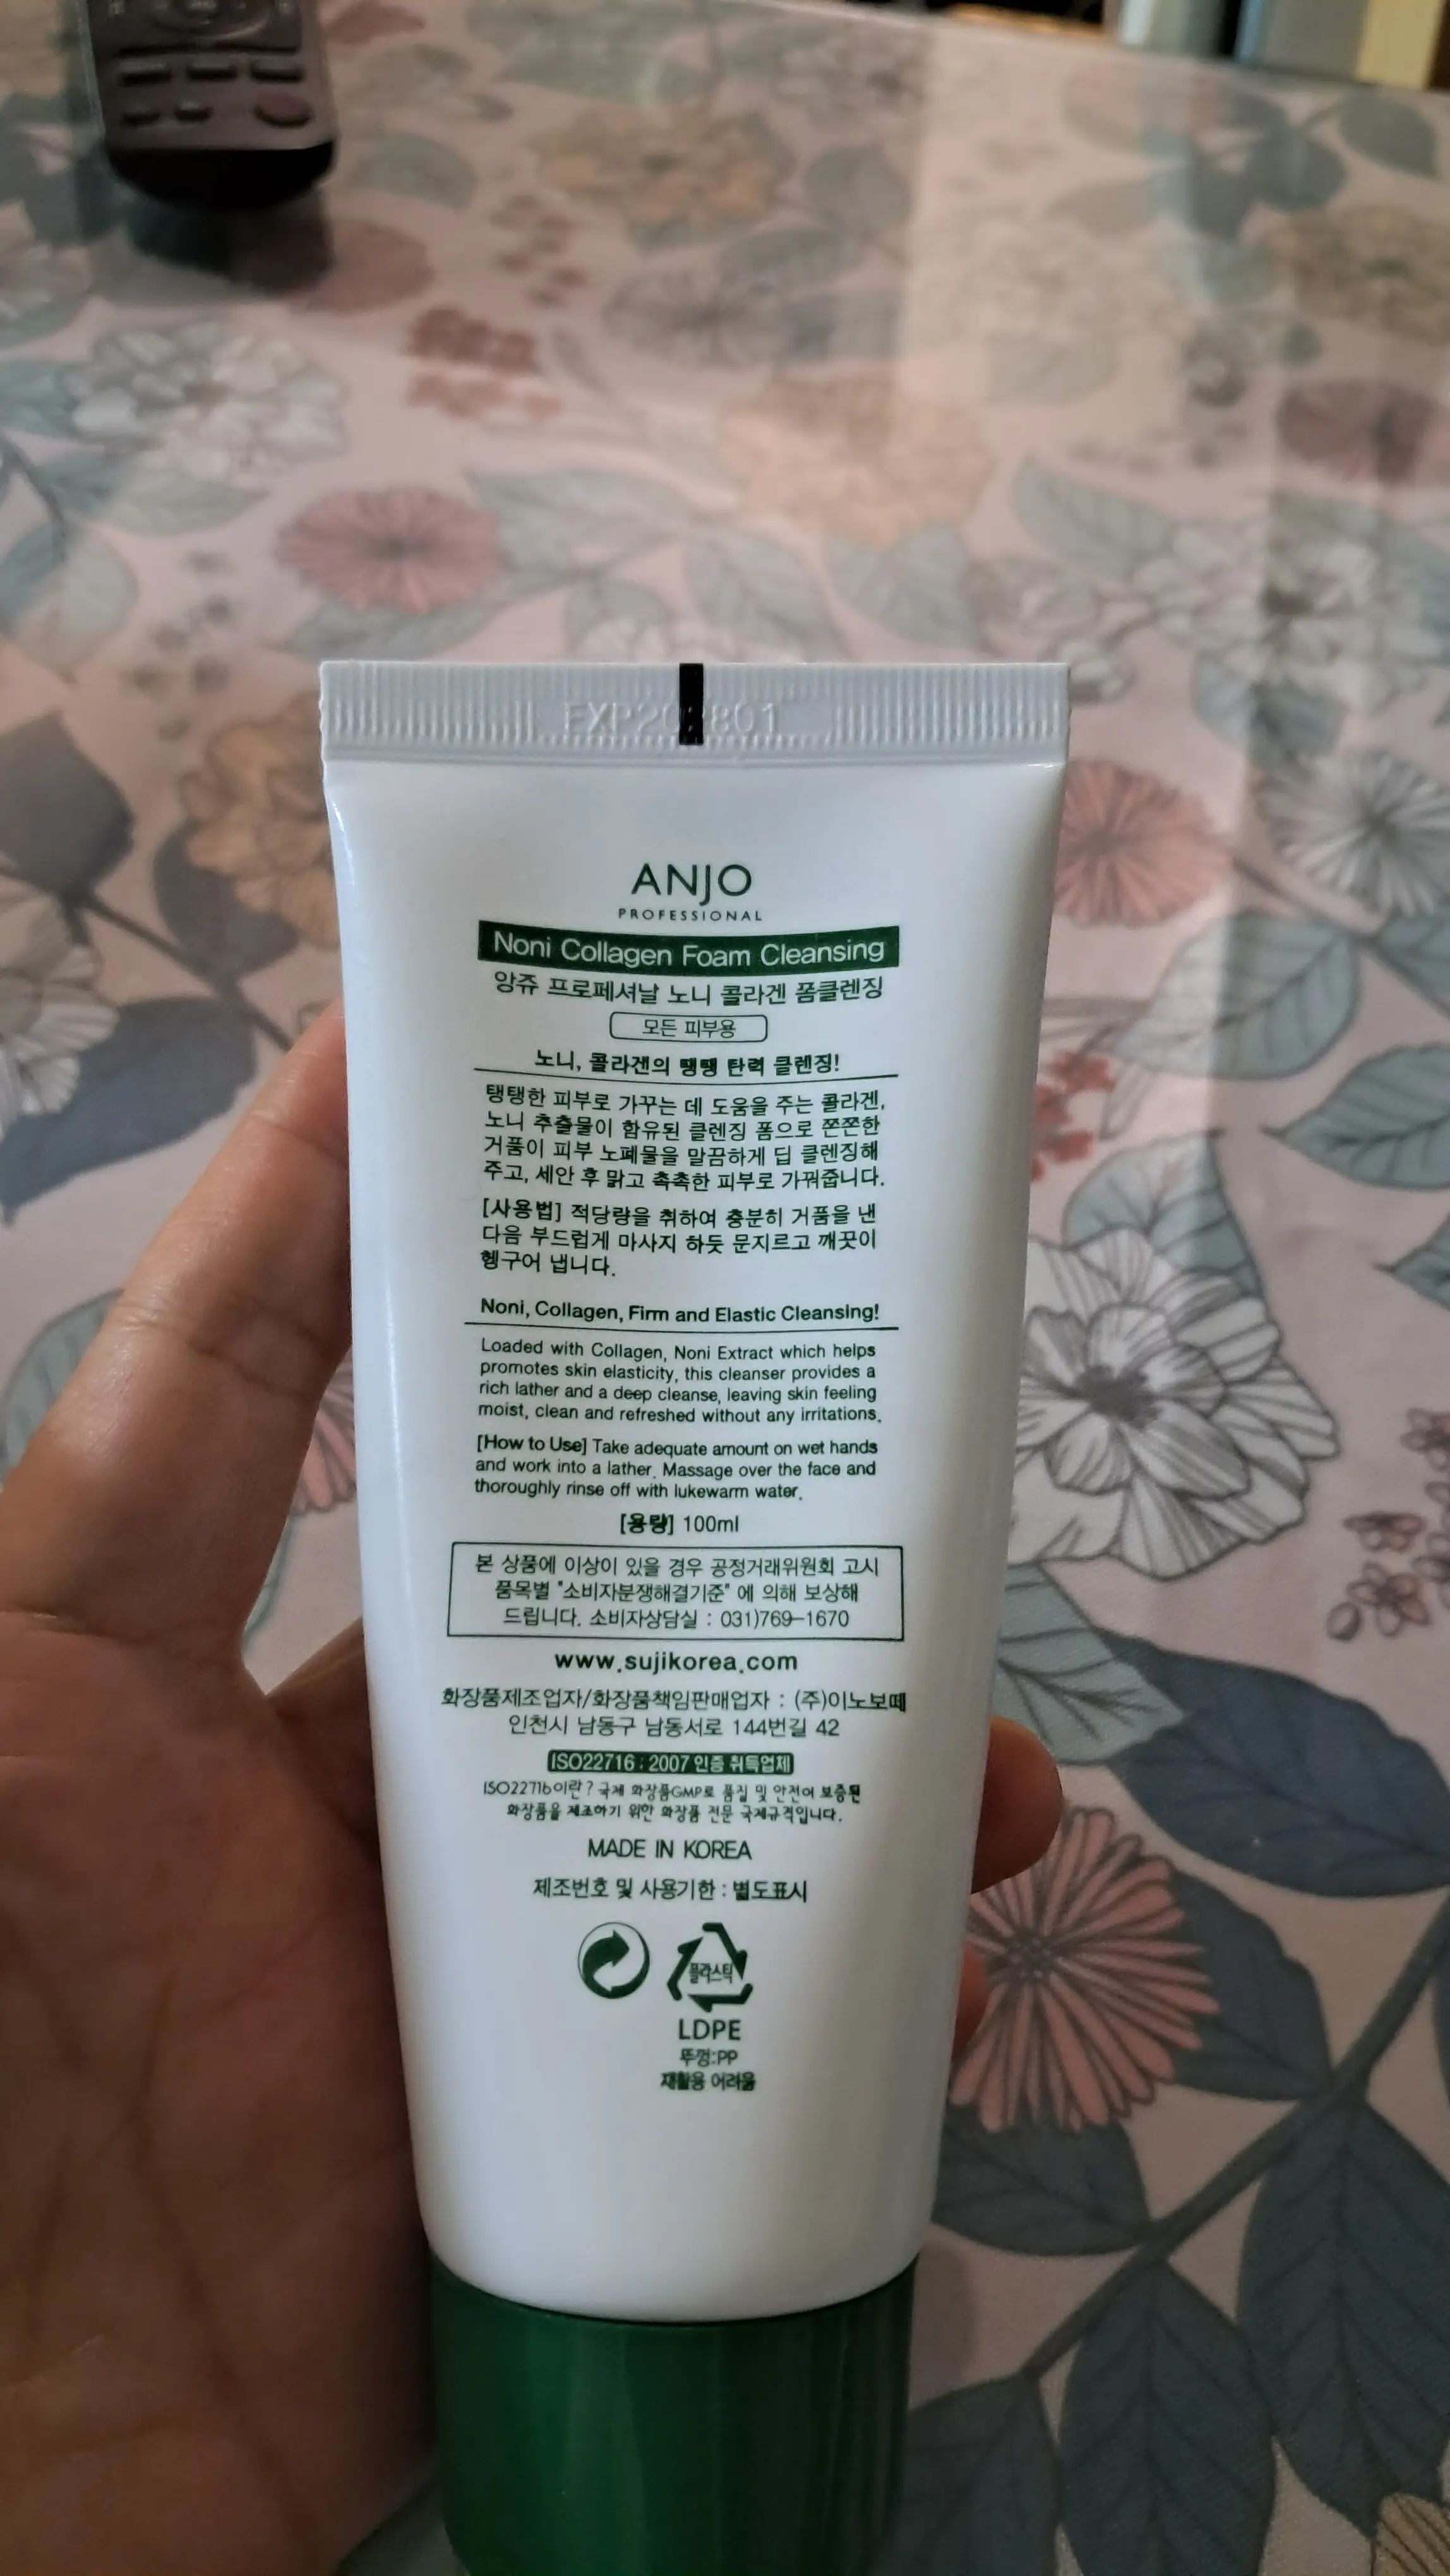 ANJO
PROFESSIONAL
Noni Collagen Foam Cleansing
앙쥬 프로페셔날 노니 콜라겐 폼클렌징
모든 피부용
노니, 콜라겐의 탱탱 탄력 클렌징!
탱탱한 피부로 가꾸는 데 도움을 주는 콜라겐,
노니 추출물이 함유된 클렌징 폼으로 쫀쫀한
거품이 피부 노폐물을 말끔하게 딥 클렌징해
주고, 세안 후 맑고 촉촉한 피부로 가꿔줍니다.
[사용법] 적당량을 취하여 충분히 거품을 낸
다음 부드럽게 마사지 하듯 문지르고 깨끗이
헹구어 냅니다.
Noni, Collagen, Firm and Elastic Cleansing!
Loaded with Collagen, Noni Extract which helps
promotes skin elasticity, this cleanser provides a
rich lather and a deep cleanse, leaving skin feeling
moist, clean and refreshed without any irritations.
[How to Use] Take adequate amount on wet hands
and work into a lather. Massage over the face and
thoroughly rinse off with lukewarm water.
[용량] 100ml
본 상품에 이상이 있을 경우 공정거래위원회 고시
품목별 "소비자분쟁해결기준" 에 의해 보상해
드립니다. 소비자상담실 : 031)769-1670
www.sujikorea.com
화장품제조업자/화장품책임판매업자 : (주)이노보떼
인천시 남동구 남동서로 144번길 42
ISO22716 : 2007 인증 취득업체
ISO22716이란? 국제 화장품GMP로 품질 및 안전이 보증된
화장품을 제조하기 위한 화장품 전문 국제규격입니다.
MADE IN KOREA
제조번호 및 사용기한 : 별도표시
플라스틱
LDPE
뚜껑:PP
재활용 어려움